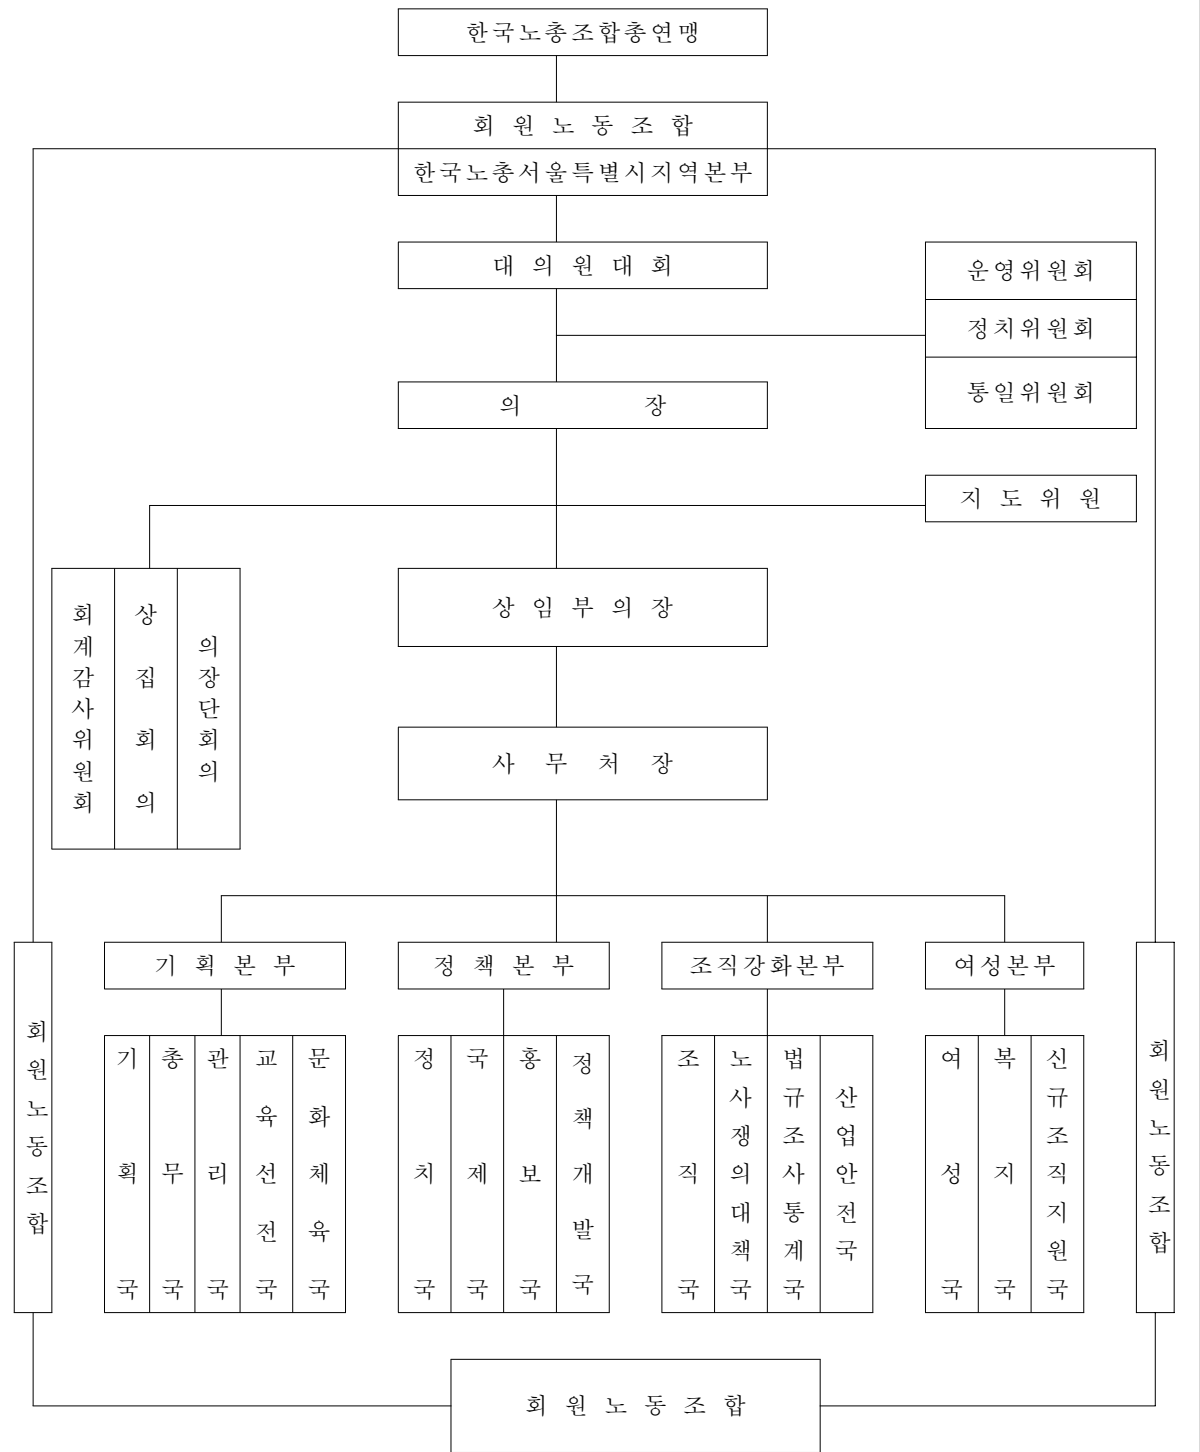 한국노총조합총연맹
회 원 노 동 조 합
한국노총서울특별시지역본부
대 의 원 대 회
운영위원회
정치위원회
통일위원회
의 장
지 도 위 원
회계감사위원회
상 집 회 의
의장단회의
상 임 부 의 장
사 무 처 장
기 획 본 부
정 책 본 부
조직강화본부
여성본부
회원노동조합
기 획 국
총 무 국
관 리 국
교 육 선 전 국
문 화 체 육 국
정 치 국
국 제 국
홍 보 국
정 책 개 발 국
조 직 국
노사쟁의대책국
법규조사통계국
산업안전국
여 성 국
복 지 국
신규조직지원국
회원노동조합
회 원 노 동 조 합